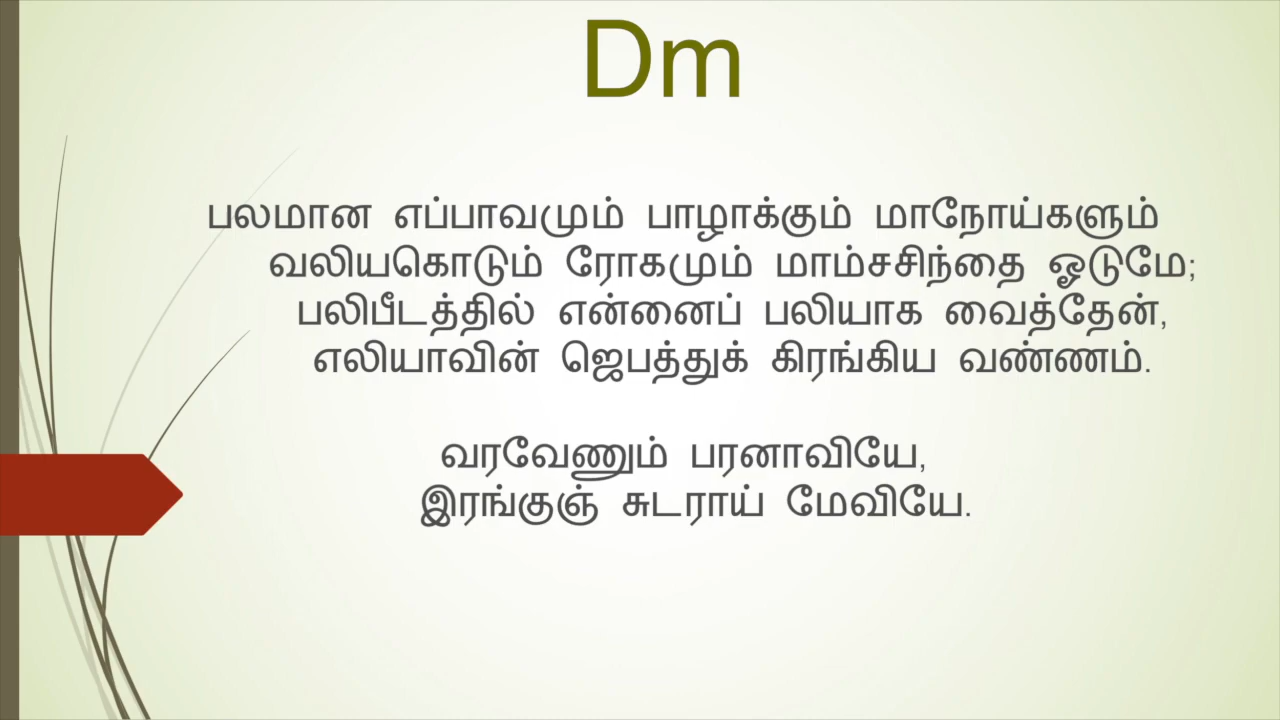 Dm
பலமான எப்பாவமும் பாழாக்கும் மாநோய்களும்
வலியகொடும் ரோகமும் மாம்சசிந்தை ஓடுமே;
பலிபீடத்தில் என்னைப் பலியாக வைத்தேன்,
எலியாவின் ஜெபத்துக் கிரங்கிய வண்ணம்.
வரவேணும் பரனாவியே,
இரங்குஞ் சுடராய் மேவியே.